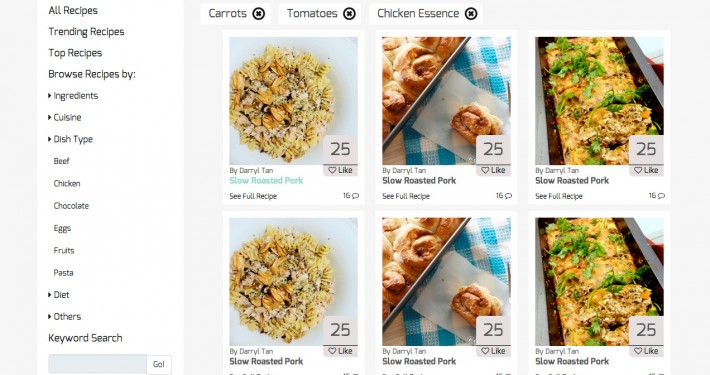 All Recipes
Trending Recipes
Top Recipes
Browse Recipes by:
Ingredients
Cuisine
Dish Type
Beef
Chicken
Chocolate
Eggs
Fruits
Pasta
Diet
Others
Keyword Search
Go!
Carrots Tomatoes Chicken Essence
25 25 25
Like Like Like
By Darryl Tan By Darryl Tan By Darryl Tan
Slow Roasted Pork Slow Roasted Pork Slow Roasted Pork
See Full Recipe 16 See Full Recipe 16 See Full Recipe 16
25 25 25
Like Like Like
By Darryl Tan By Darryl Tan By Darryl Tan
Slow Roasted Pork Slow Roasted Pork Slow Roasted Pork